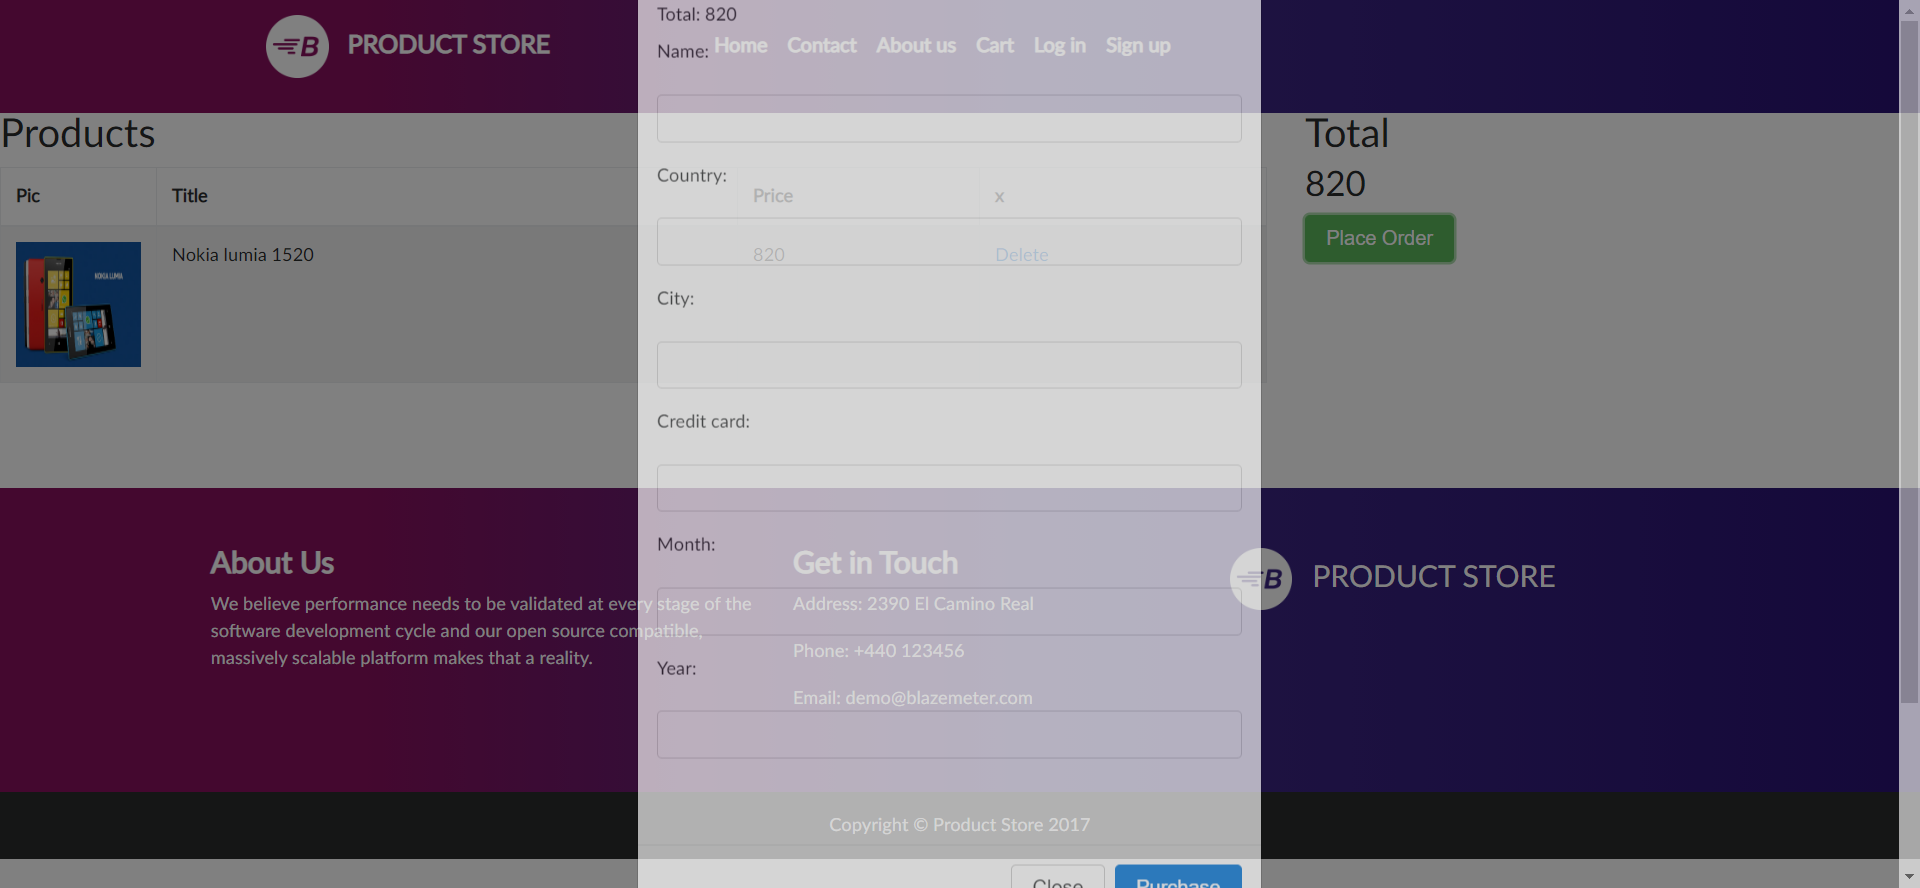 PRODUCT STORE
Total: 820
Name:
Home Contact About us Cart Log in Sign up
Products
Total
Country:
820
Pic Title Price x
Place Order
Nokia lumia 1520 820 Delete
NOKIA LUMIA
City:
Credit card:
Month:
About Us
We believe performance needs to be validated at every stage of the
software development cycle and our open source compatible,
massively scalable platform makes that a reality.
Get in Touch
Address: 2390 El Camino Real
Phone: +440 123456
Year:
Email: demo@blazemeter.com
B PRODUCT STORE
Copyright © Product Store 2017
Close Purchase